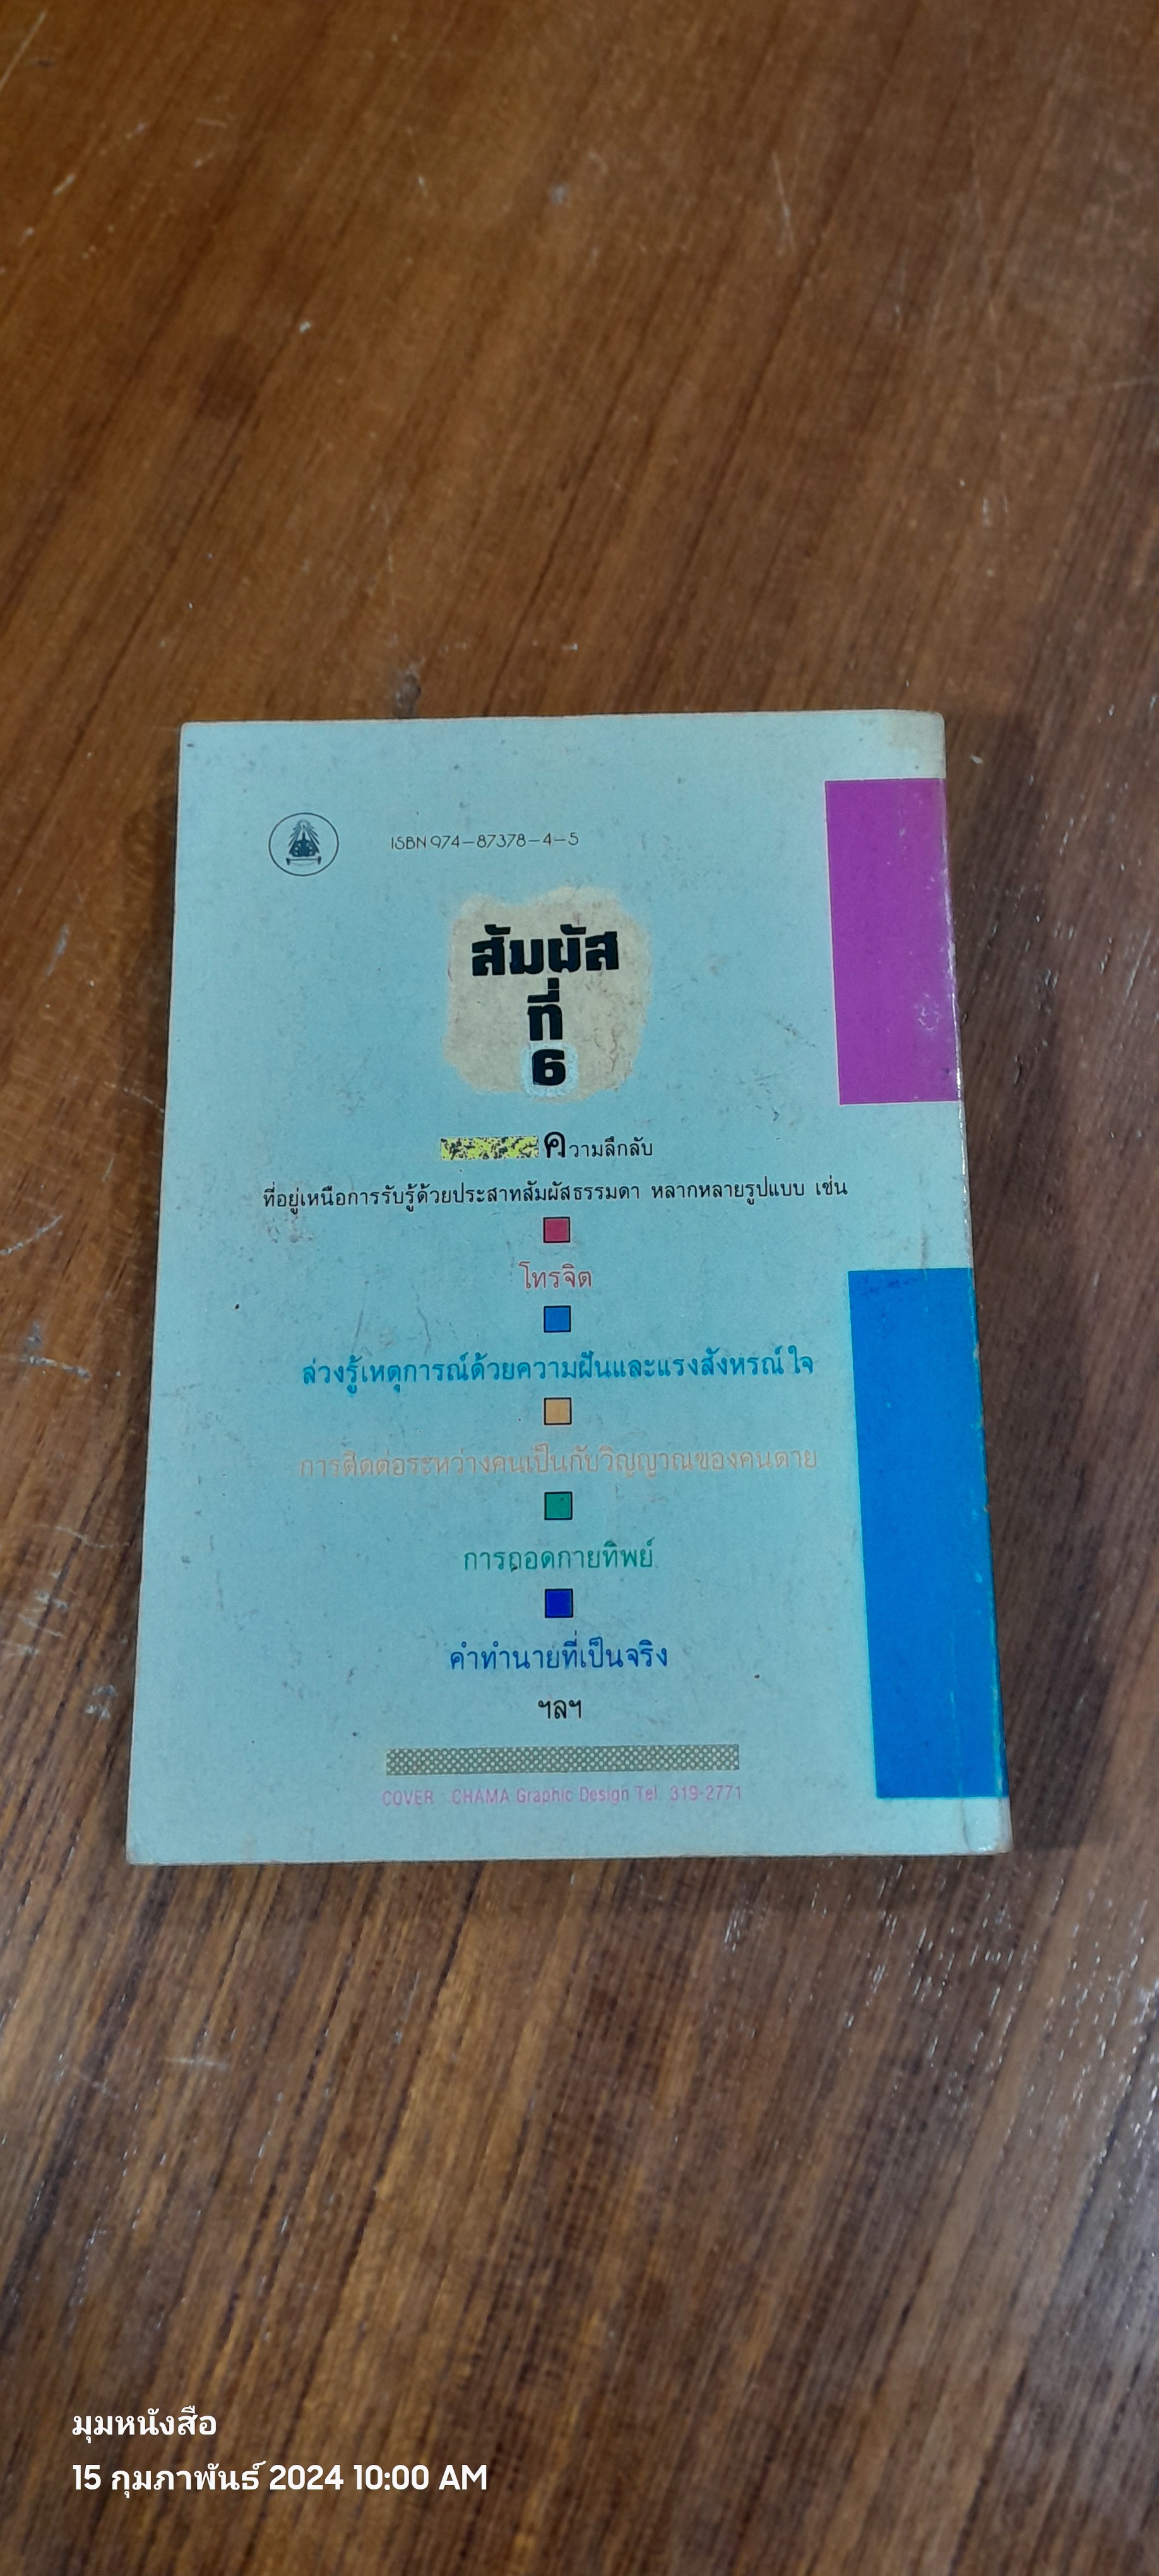 ISBN 974-87378-4-5
สัมผัส
ที่
6
ความลึกลับ
ที่อยู่เหนือการรับรู้ด้วยประสาทสัมผัสธรรมดา หลากหลายรูปแบบ เช่น
โทรจิต
ล่วงรู้เหตุการณ์ด้วยความฝันและแรงสังหรณ์ใจ
การติดต่อระหว่างคนเป็นกับวิญญาณของคนตาย
การถอดกายทิพย์
คำทำนายที่เป็นจริง
ฯลฯ
COVER : CHAMA Graphic Design Tel. 319-2771
มุมหนังสือ
15 กุมภาพันธ์ 2024 10:00 AM